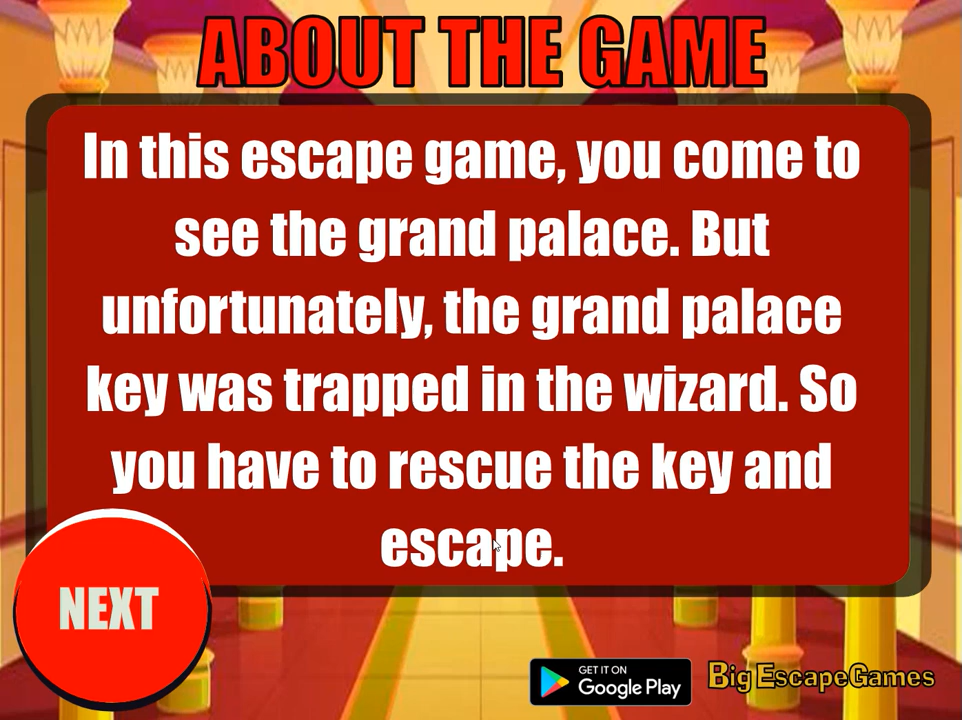 ABOUT THE GAME
In this escape game, you come to
see the grand palace. But
unfortunately, the grand palace
key was trapped in the wizard. So
you have to rescue the key and
escape.
NEXT
GET IT ON
Google Play
BigEscapeGames